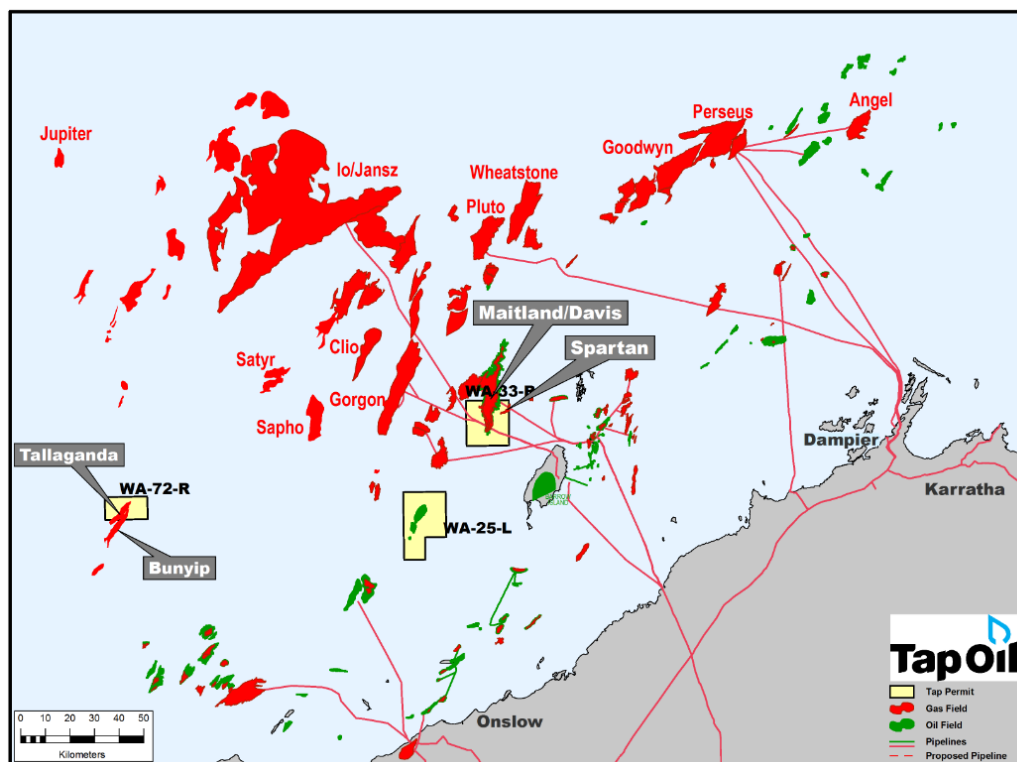 Jupiter
Io/Jansz
Wheatstone
Pluto
Goodwyn
Perseus
Angel
Maitland/Davis
Spartan
WA-33-R
Clio
Satyr
Gorgon
Sapho
Tallaganda
WA-72-R
Bunyip
WA-25-L
BARROW
ISLAND
Dampier
Karratha
Onslow
0 10 20 30 40 50
Kilometers
Tap Oil
Tap Permit
Gas Field
Oil Field
Pipelines
Proposed Pipeline